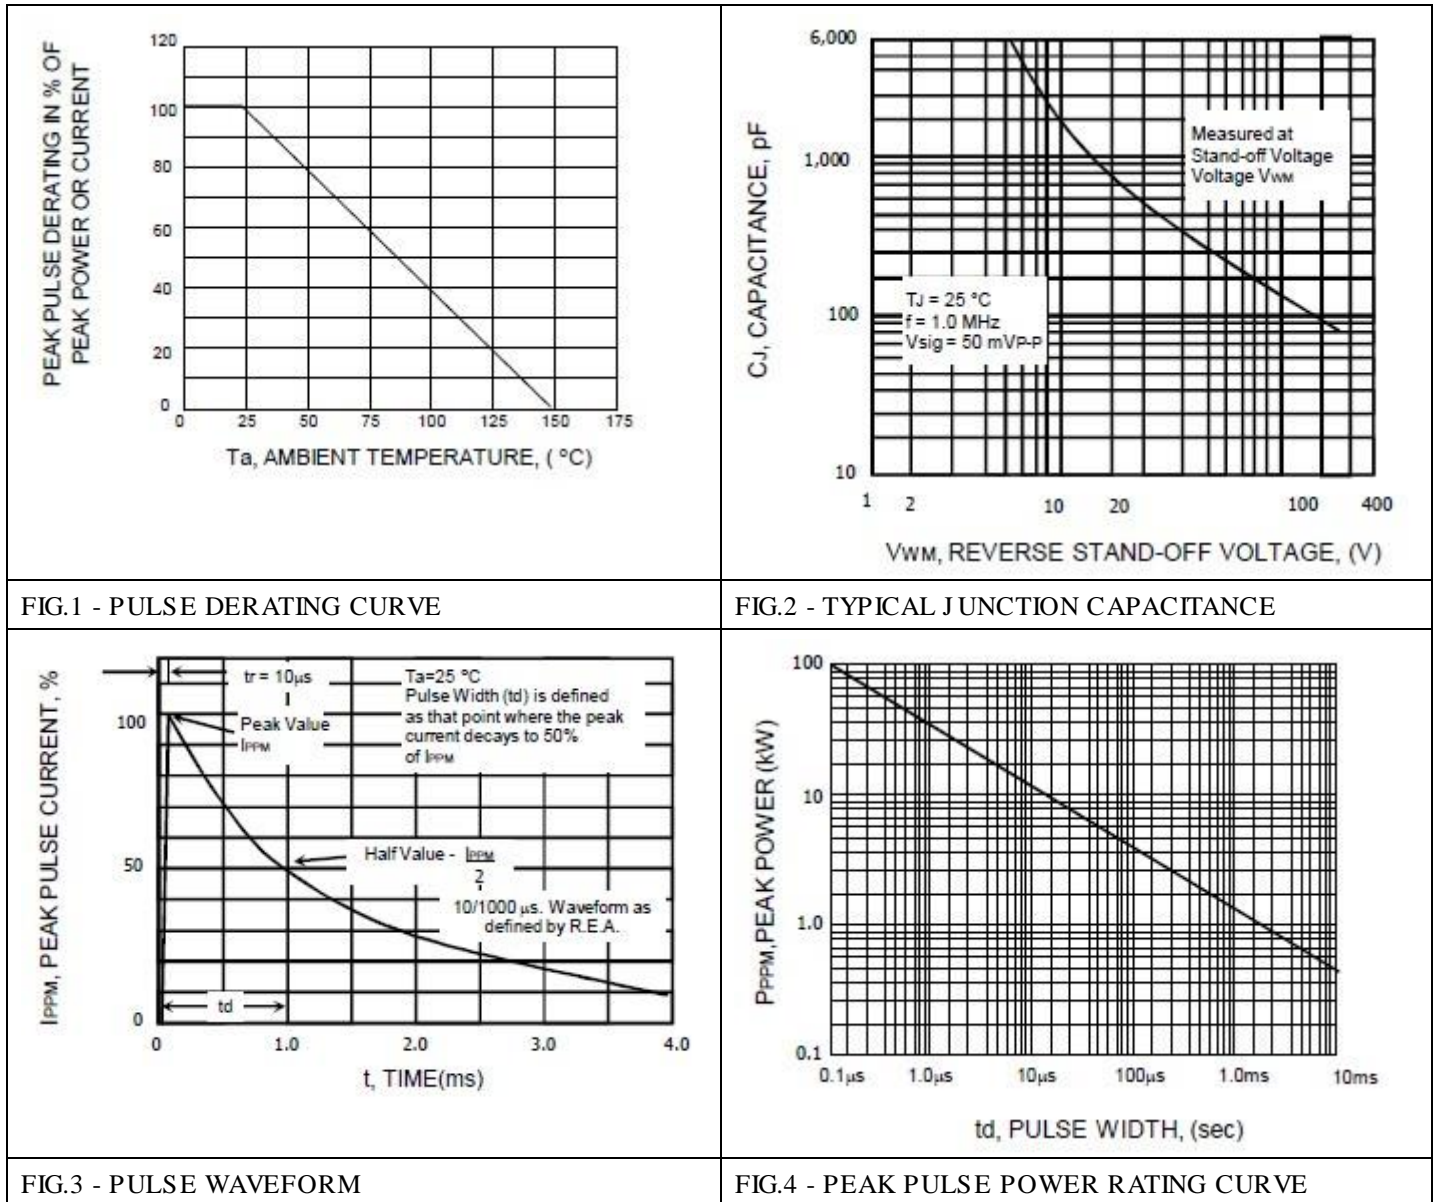 PEAK PULSE DERATING IN % OF
PEAK POWER OR CURRENT
120
100
80
60
40
20
0
0 25 50 75 100 125 150 175
Ta, AMBIENT TEMPERATURE, ( °C)
FIG.1 - PULSE DERATING CURVE
CJ, CAPACITANCE, pF
6,000
1,000
100
10
Measured at
Stand-off Voltage
Voltage VWM
TJ = 25 °C
f = 1.0 MHz
Vsig = 50 mVP-P
1 2 10 20 100 400
VWM, REVERSE STAND-OFF VOLTAGE, (V)
FIG.2 - TYPICAL JUNCTION CAPACITANCE
IPPM, PEAK PULSE CURRENT, %
100
50
0
tr = 10μs
Peak Value
IPPM
Ta=25 °C
Pulse Width (td) is defined
as that point where the peak
current decays to 50%
of IPPM
Half Value - IPPM
2
10/1000 μs. Waveform as
defined by R.E.A.
td
0 1.0 2.0 3.0 4.0
t, TIME(ms)
FIG.3 - PULSE WAVEFORM
PPPM,PEAK POWER (kW)
100
10
1.0
0.1
0.1μs 1.0μs 10μs 100μs 1.0ms 10ms
td, PULSE WIDTH, (sec)
FIG.4 - PEAK PULSE POWER RATING CURVE